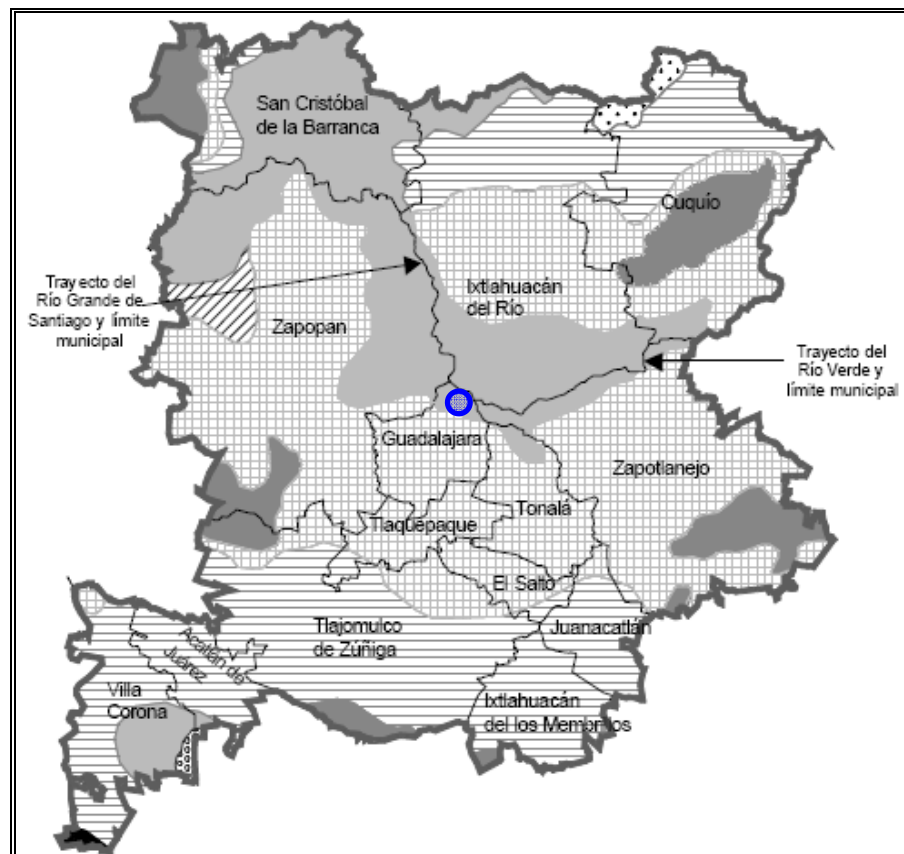 San Cristóbal
de la Barranca
Cuquío
Trayecto del
Río Grande de
Santiago y límite
municipal
Ixtlahuacán
del Río
Zapopan
Trayecto del
Río Verde y
límite municipal
Guadalajara
Zapotlanejo
Tlaquepaque
Tonalá
El Salto
Tlajomulco
de Zúñiga
Juanacatlán
Acatlán de
Juárez
Villa
Corona
Ixtlahuacán
del los Membrillos